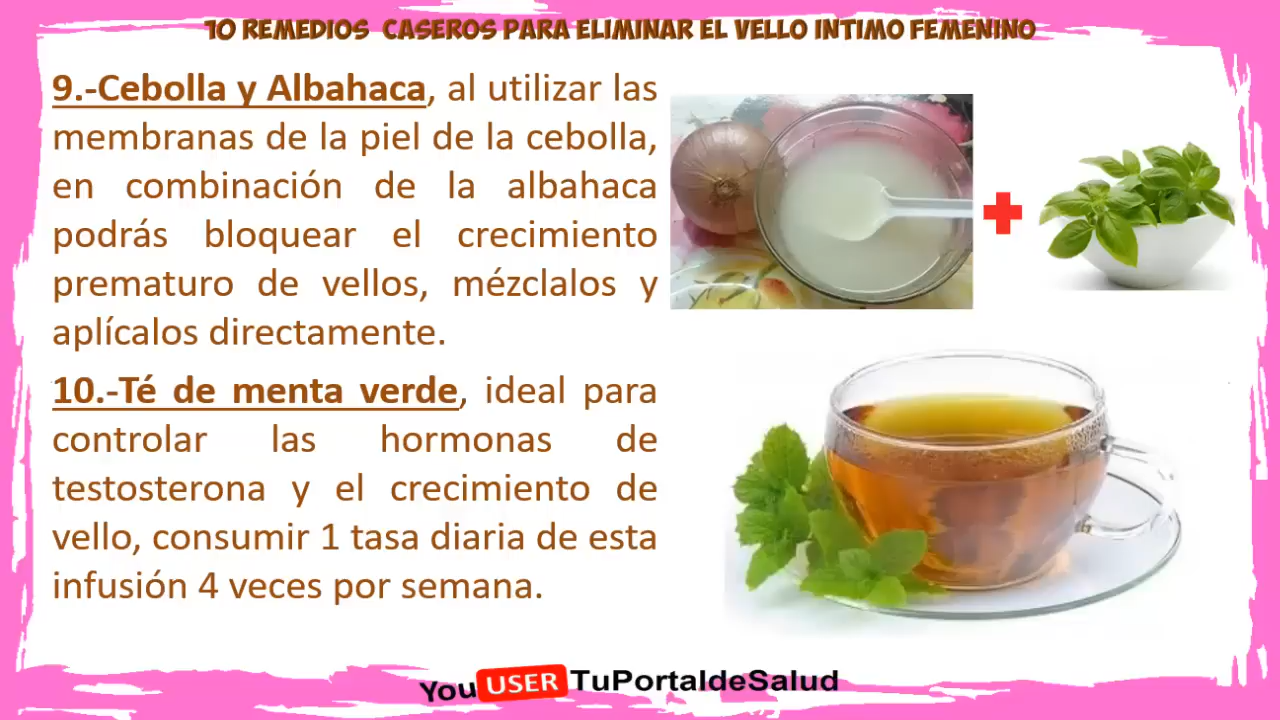 10 REMEDIOS CASEROS PARA ELIMINAR EL VELLO INTIMO FEMENINO
9.-Cebolla y Albahaca, al utilizar las
membranas de la piel de la cebolla,
en combinación de la albahaca
podrás bloquear el crecimiento
prematuro de vellos, mézclalos y
aplícalos directamente.
10.-Té de menta verde, ideal para
controlar las hormonas de
testosterona y el crecimiento de
vello, consumir 1 tasa diaria de esta
infusión 4 veces por semana.
You USER TuPortaldeSalud